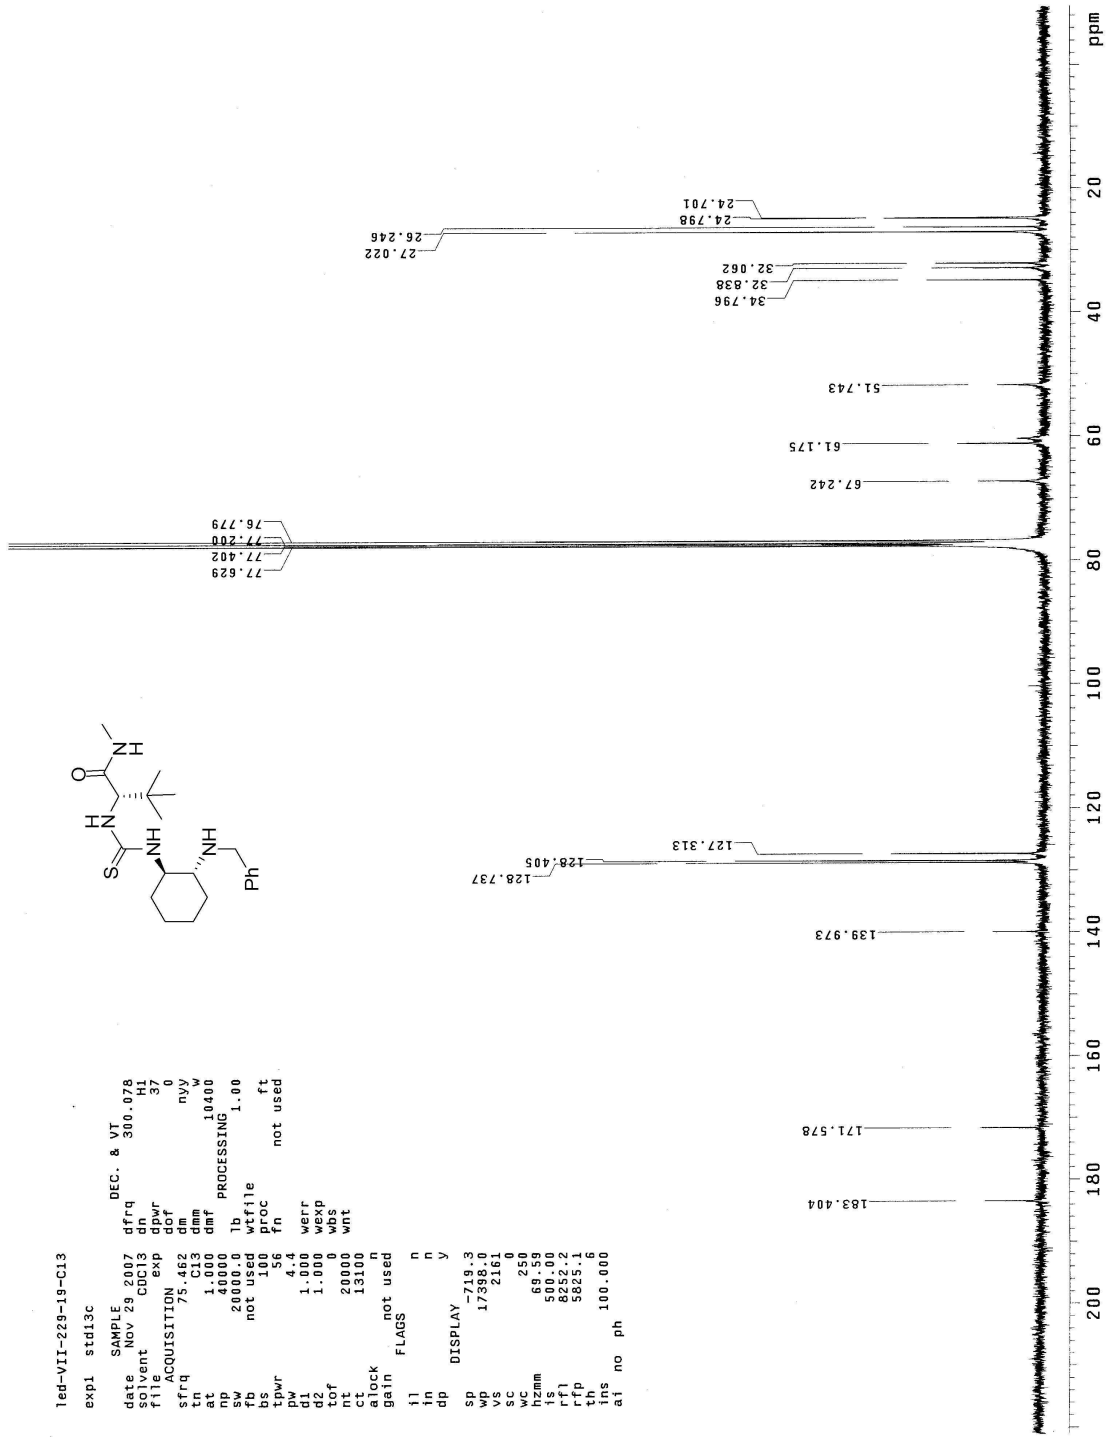 led-VII-229-19-C13
exp1 std13c
SAMPLE
date Nov 29 2007
solvent CDCl3
file exp
ACQUISITION
sfrq 75.462
tn C13
at 1.000
np 40000
sw 20000.0
fb not used
bs 100
tpwr 56
pw 4.4
d1 1.000
d2 1.000
tof 0
nt 20000
ct 13100
alock n
gain not used
FLAGS
il n
in n
dp y
DISPLAY
sp -719.3
wp 17398.0
vs 2161
sc 0
wc 250
hzmm 69.59
is 500.00
rfl 8252.2
rfp 5825.1
th 6
ins 100.000
ai no ph
DEC. & VT
dfrq 300.078
dn H1
dpwr 37
dof 0
dm nyy
dmm w
dmf 10400
PROCESSING
lb 1.00
wtfile
proc ft
fn not used
werr
wexp
wbs
wnt
S
NH
H
N
O
N
H
NH
Ph
183.404
171.578
139.973
128.737
128.405
127.313
77.629
77.402
77.200
76.779
67.242
61.175
51.743
34.796
32.838
32.062
27.022
26.246
24.798
24.701
200 180 160 140 120 100 80 60 40 20 ppm